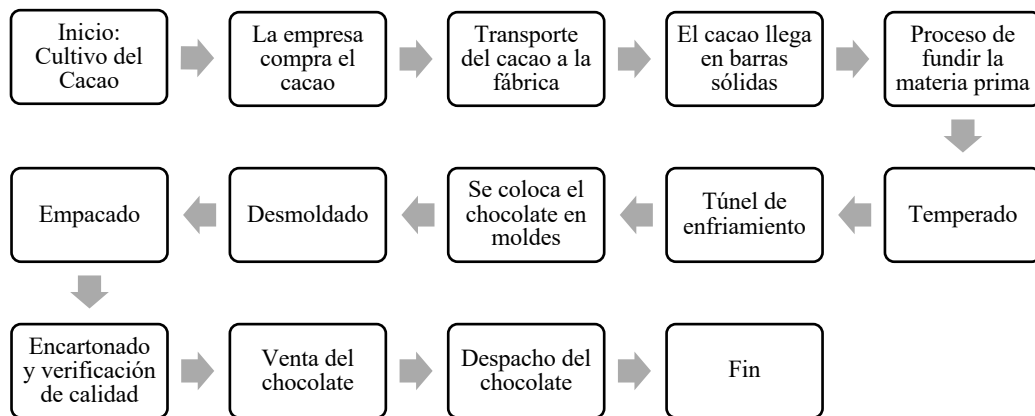 Inicio:
Cultivo del
Cacao
La empresa
compra el
cacao
Transporte
del cacao a la
fábrica
El cacao llega
en barras
sólidas
Proceso de
fundir la
materia prima
Temperado
Túnel de
enfriamiento
Se coloca el
chocolate en
moldes
Desmoldado
Empacado
Encartonado
y verificación
de calidad
Venta del
chocolate
Despacho del
chocolate
Fin